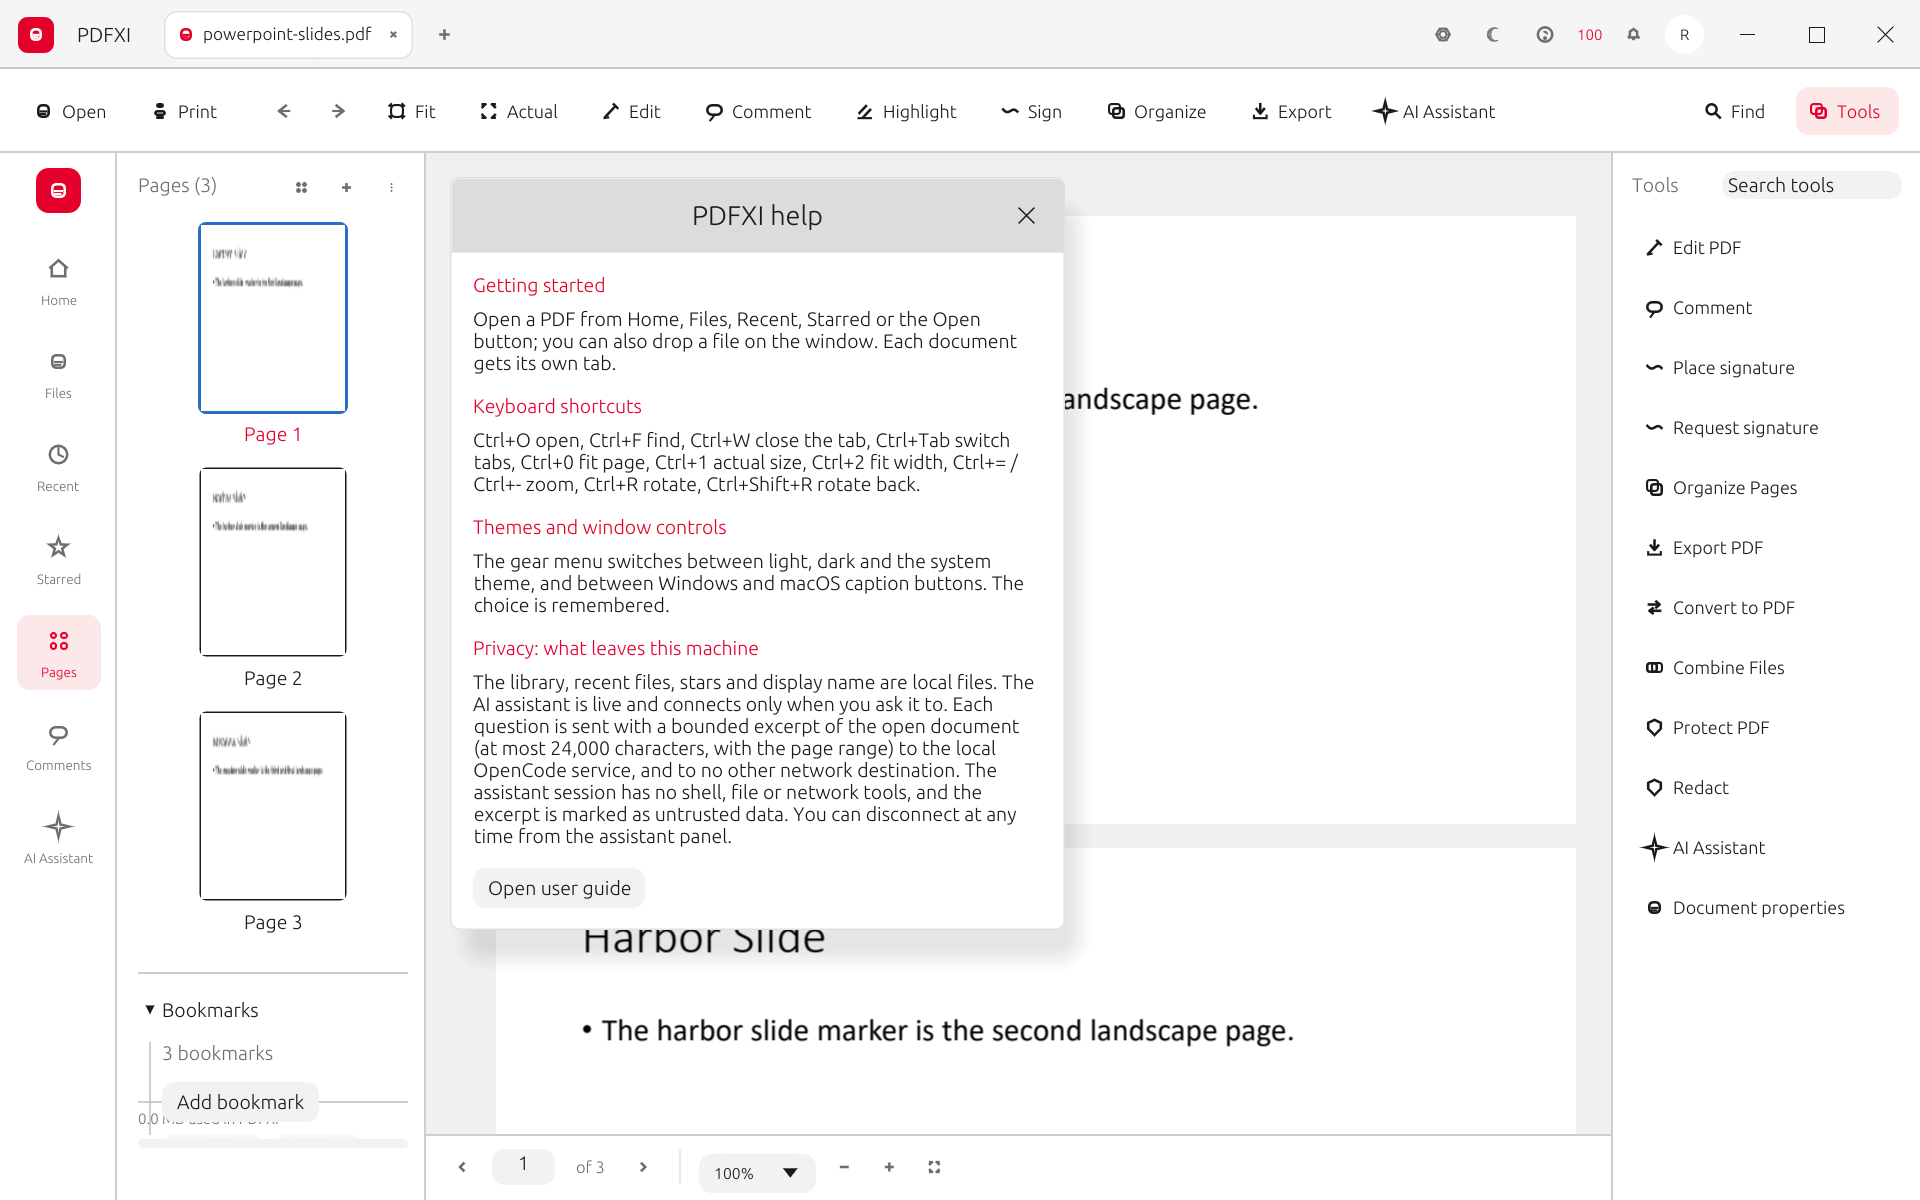 PDFXI
powerpoint-slides.pdf
100
R
Open
Print
Fit
Actual
Edit
Comment
Highlight
Sign
Organize
Export
AI Assistant
Find
Tools
Home
Files
Recent
Starred
Pages
Comments
AI Assistant
Pages (3)
Page 1
Page 2
Page 3
Bookmarks
3 bookmarks
Add bookmark
PDFXI help
Getting started
Open a PDF from Home, Files, Recent, Starred or the Open
button; you can also drop a file on the window. Each document
gets its own tab.
Keyboard shortcuts
Ctrl+O open, Ctrl+F find, Ctrl+W close the tab, Ctrl+Tab switch
tabs, Ctrl+0 fit page, Ctrl+1 actual size, Ctrl+2 fit width, Ctrl+= /
Ctrl+- zoom, Ctrl+R rotate, Ctrl+Shift+R rotate back.
Themes and window controls
The gear menu switches between light, dark and the system
theme, and between Windows and macOS caption buttons. The
choice is remembered.
Privacy: what leaves this machine
The library, recent files, stars and display name are local files. The
AI assistant is live and connects only when you ask it to. Each
question is sent with a bounded excerpt of the open document
(at most 24,000 characters, with the page range) to the local
OpenCode service, and to no other network destination. The
assistant session has no shell, file or network tools, and the
excerpt is marked as untrusted data. You can disconnect at any
time from the assistant panel.
Open user guide
andscape page.
Harbor Slide
• The harbor slide marker is the second landscape page.
1
of 3
100%
Tools
Search tools
Edit PDF
Comment
Place signature
Request signature
Organize Pages
Export PDF
Convert to PDF
Combine Files
Protect PDF
Redact
AI Assistant
Document properties